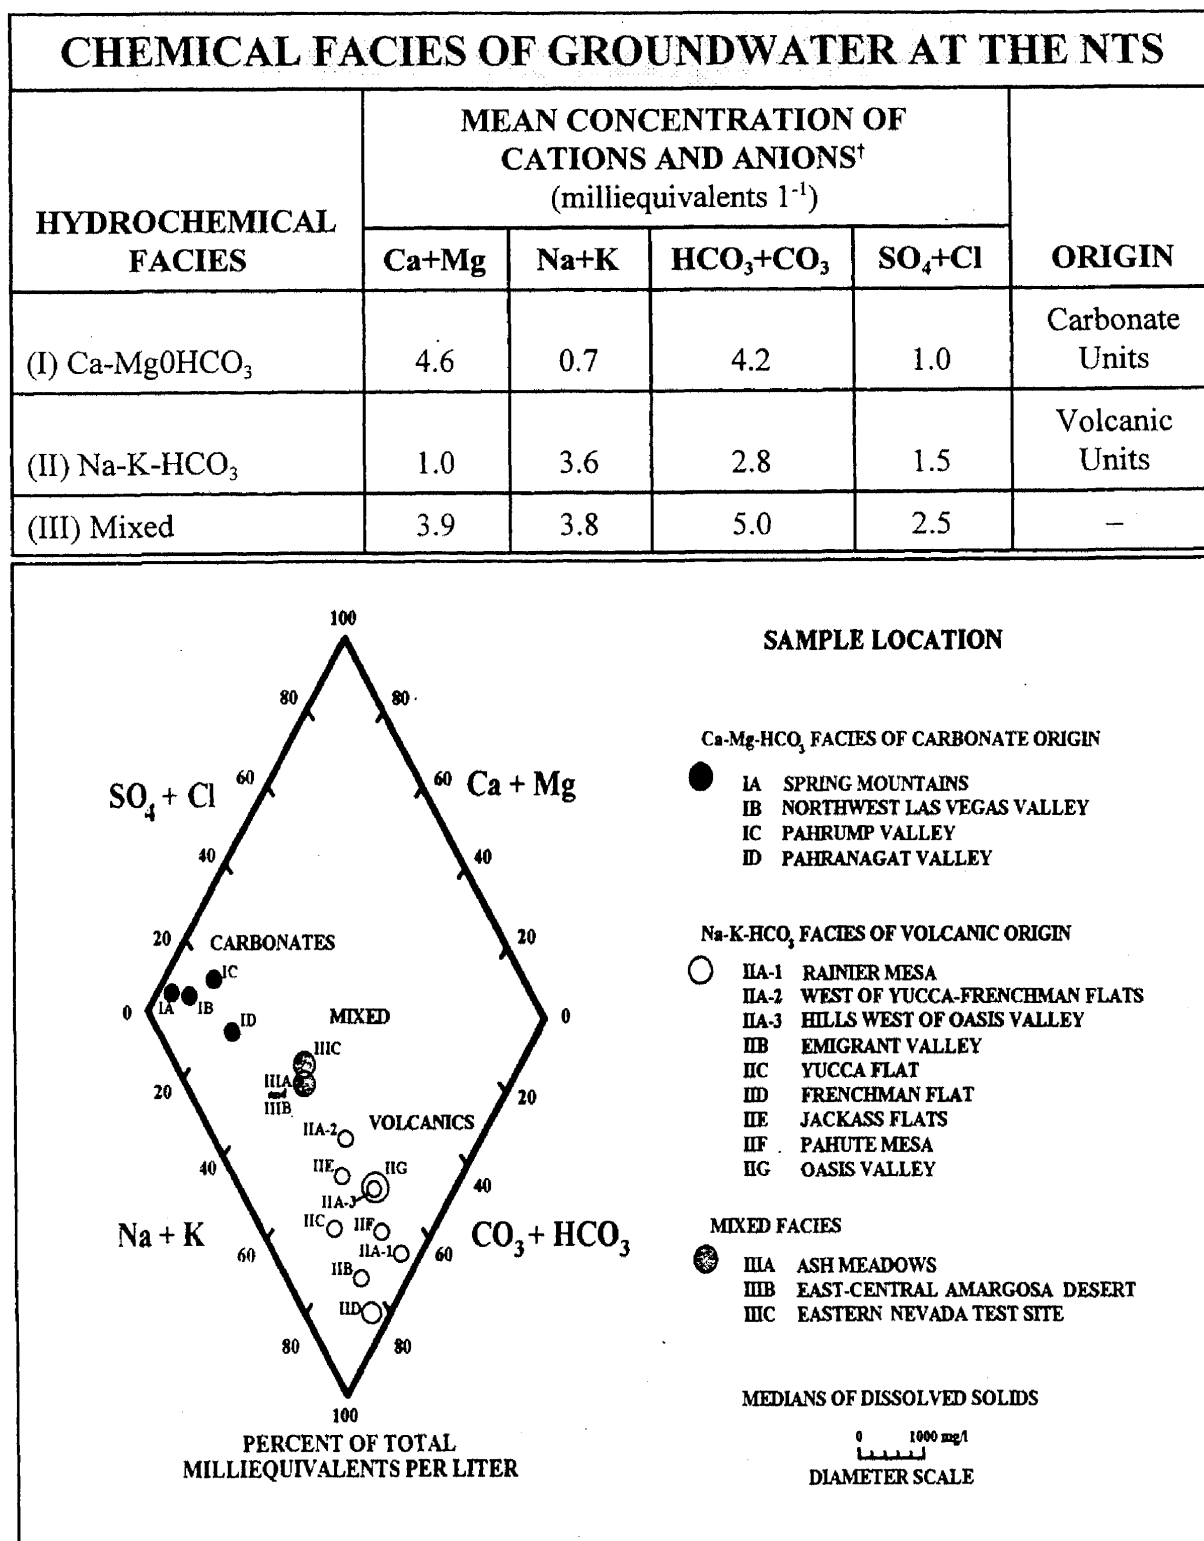 CHEMICAL FACIES OF GROUNDWATER AT THE NTS
HYDROCHEMICAL
FACIES
MEAN CONCENTRATION OF
CATIONS AND ANIONS†
(milliequivalents 1⁻¹)
ORIGIN
Ca+Mg Na+K HCO₃+CO₃ SO₄+Cl
(I) Ca-Mg0HCO₃ 4.6 0.7 4.2 1.0 Carbonate
Units
(II) Na-K-HCO₃ 1.0 3.6 2.8 1.5 Volcanic
Units
(III) Mixed 3.9 3.8 5.0 2.5 –
100
80 80
60 60
SO₄ + Cl Ca + Mg
40 40
20 20
CARBONATES
IC
IA IB
0 0
ID
MIXED
IIIC
IIIA
and
IIIB
20 20
VOLCANICS
IIA-2
IIE IIG
IIA-3
40 40
IIC IIF
Na + K CO₃ + HCO₃
IIA-1
60 60
IIB
IID
80 80
100
PERCENT OF TOTAL
MILLIEQUIVALENTS PER LITER
SAMPLE LOCATION
Ca-Mg-HCO₃ FACIES OF CARBONATE ORIGIN
IA SPRING MOUNTAINS
IB NORTHWEST LAS VEGAS VALLEY
IC PAHRUMP VALLEY
ID PAHRANAGAT VALLEY
Na-K-HCO₃ FACIES OF VOLCANIC ORIGIN
IIA-1 RAINIER MESA
IIA-2 WEST OF YUCCA-FRENCHMAN FLATS
IIA-3 HILLS WEST OF OASIS VALLEY
IIB EMIGRANT VALLEY
IIC YUCCA FLAT
IID FRENCHMAN FLAT
IIE JACKASS FLATS
IIF PAHUTE MESA
IIG OASIS VALLEY
MIXED FACIES
IIIA ASH MEADOWS
IIIB EAST-CENTRAL AMARGOSA DESERT
IIIC EASTERN NEVADA TEST SITE
MEDIANS OF DISSOLVED SOLIDS
0 1000 mg/l
DIAMETER SCALE